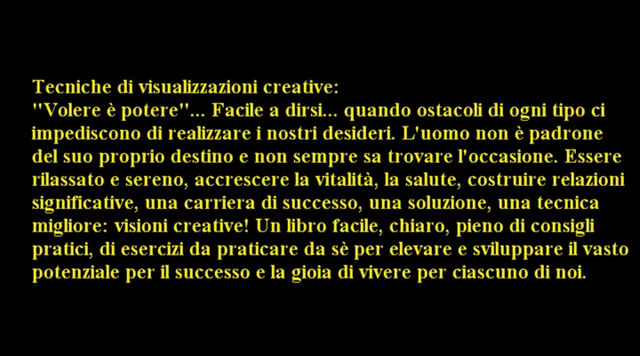 Tecniche di visualizzazioni creative:
"Volere è potere"... Facile a dirsi... quando ostacoli di ogni tipo ci
impediscono di realizzare i nostri desideri. L'uomo non è padrone
del suo proprio destino e non sempre sa trovare l'occasione. Essere
rilassato e sereno, accrescere la vitalità, la salute, costruire relazioni
significative, una carriera di successo, una soluzione, una tecnica
migliore: visioni creative! Un libro facile, chiaro, pieno di consigli
pratici, di esercizi da praticare da sè per elevare e sviluppare il vasto
potenziale per il successo e la gioia di vivere per ciascuno di noi.